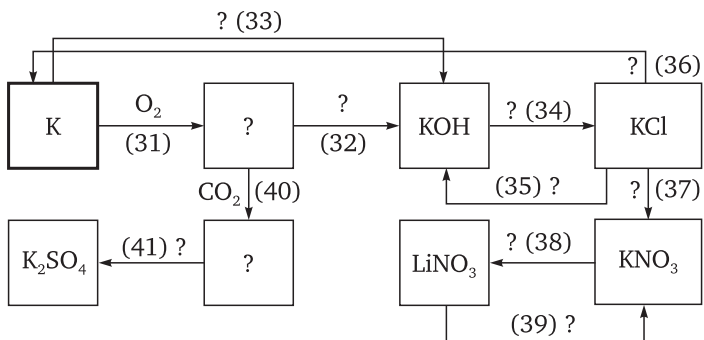 ? (33)
? (36)
K
O₂
(31)
?
?
(32)
KOH
? (34)
KCl
(35) ?
? (37)
CO₂ (40)
K₂SO₄
(41) ?
?
LiNO₃
? (38)
KNO₃
(39) ?